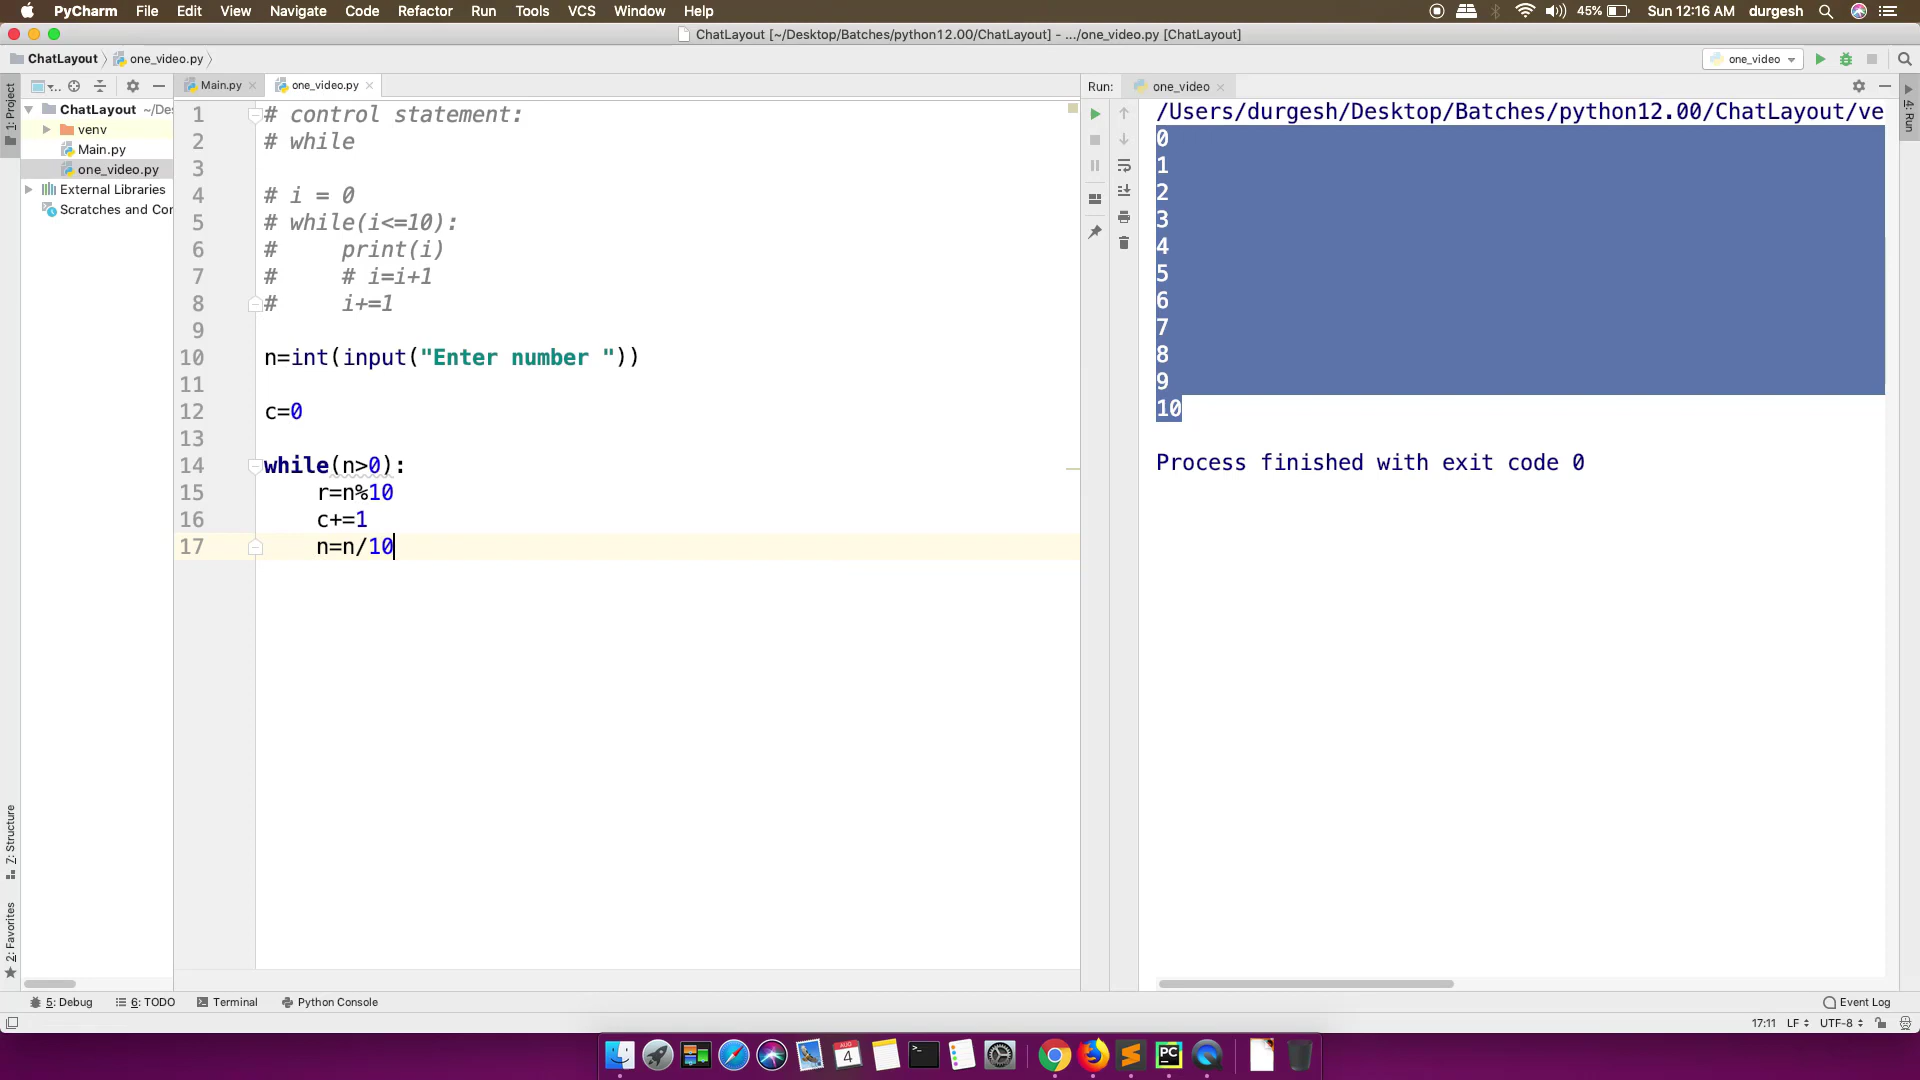 PyCharm File Edit View Navigate Code Refactor Run Tools VCS Window Help 45% Sun 12:16 AM durgesh
ChatLayout [~/Desktop/Batches/python12.00/ChatLayout] - .../one_video.py [ChatLayout]
ChatLayout one_video.py one_video
1: Project
ChatLayout ~/De
venv
Main.py
one_video.py
External Libraries
Scratches and Co
Main.py one_video.py
1 # control statement:
2 # while
3
4 # i = 0
5 # while(i<=10):
6 #     print(i)
7 #     # i=i+1
8 #     i+=1
9
10 n=int(input("Enter number "))
11
12 c=0
13
14 while(n>0):
15     r=n%10
16     c+=1
17     n=n/10
Run: one_video
/Users/durgesh/Desktop/Batches/python12.00/ChatLayout/ve
0
1
2
3
4
5
6
7
8
9
10
Process finished with exit code 0
4: Run
Z: Structure
2: Favorites
5: Debug 6: TODO Terminal Python Console Event Log
17:11 LF UTF-8
AUG
4
PC